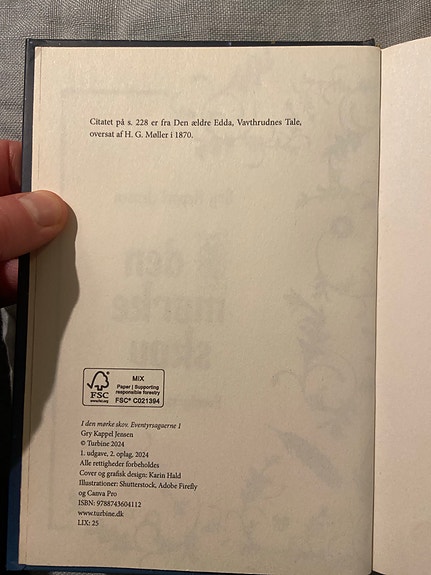 Citatet på s. 228 er fra Den ældre Edda, Vavthrudnes Tale,
oversat af H. G. Møller i 1870.
FSC
www.fsc.org
MIX
Paper | Supporting
responsible forestry
FSC® C021394
I den mørke skov. Eventyrsagaerne 1
Gry Kappel Jensen
© Turbine 2024
1. udgave, 2. oplag, 2024
Alle rettigheder forbeholdes
Cover og grafisk design: Karin Hald
Illustrationer: Shutterstock, Adobe Firefly
og Canva Pro
ISBN: 9788743604112
www.turbine.dk
LIX: 25